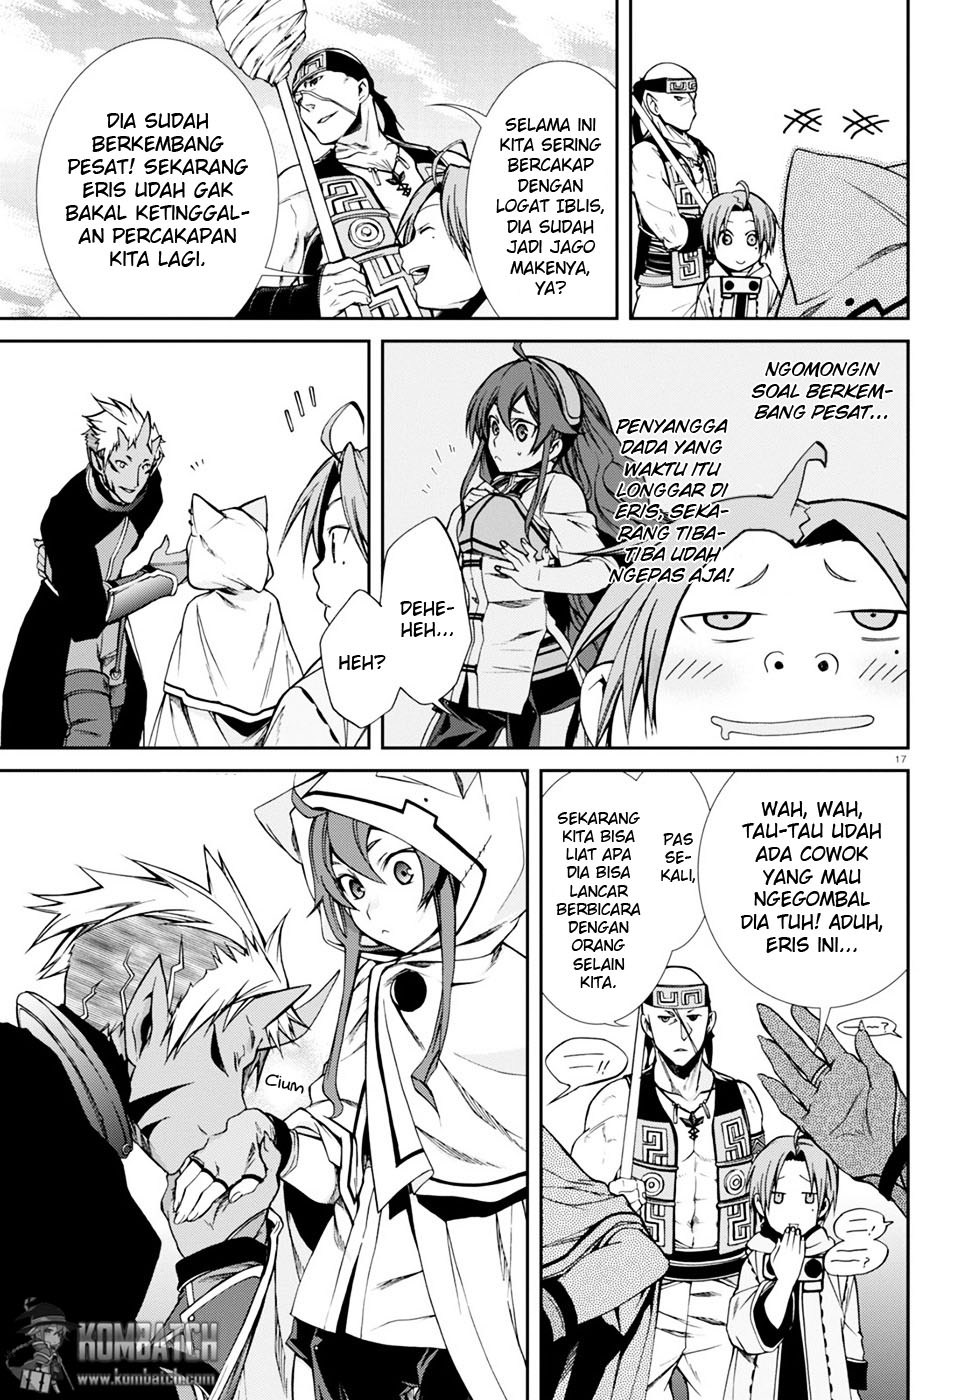 SELAMA INI
KITA SERING
BERCAKAP
DENGAN
LOGAT IBLIS,
DIA SUDAH
JADI JAGO
MAKENYA,
YA?
DIA SUDAH
BERKEMBANG
PESAT! SEKARANG
ERIS UDAH GAK
BAKAL KETINGGAL-
AN PERCAKAPAN
KITA LAGI.
NGOMONGIN
SOAL BERKEM-
BANG PESAT...
PENYANGGA
DADA YANG
WAKTU ITU
LONGGAR DI
ERIS, SEKA-
RANG TIBA-
TIBA UDAH
NGEPAS AJA!
DEHE-
HEH...
HEH?
17
WAH, WAH,
TAU-TAU UDAH
ADA COWOK
YANG MAU
NGEGOMBAL
DIA TUH! ADUH,
ERIS INI...
PAS
SE-
KALI,
SEKARANG
KITA BISA
LIAT APA
DIA BISA
LANCAR
BERBICARA
DENGAN
ORANG
SELAIN
KITA.
Cium
KOMBATCH
www.kombatch.com